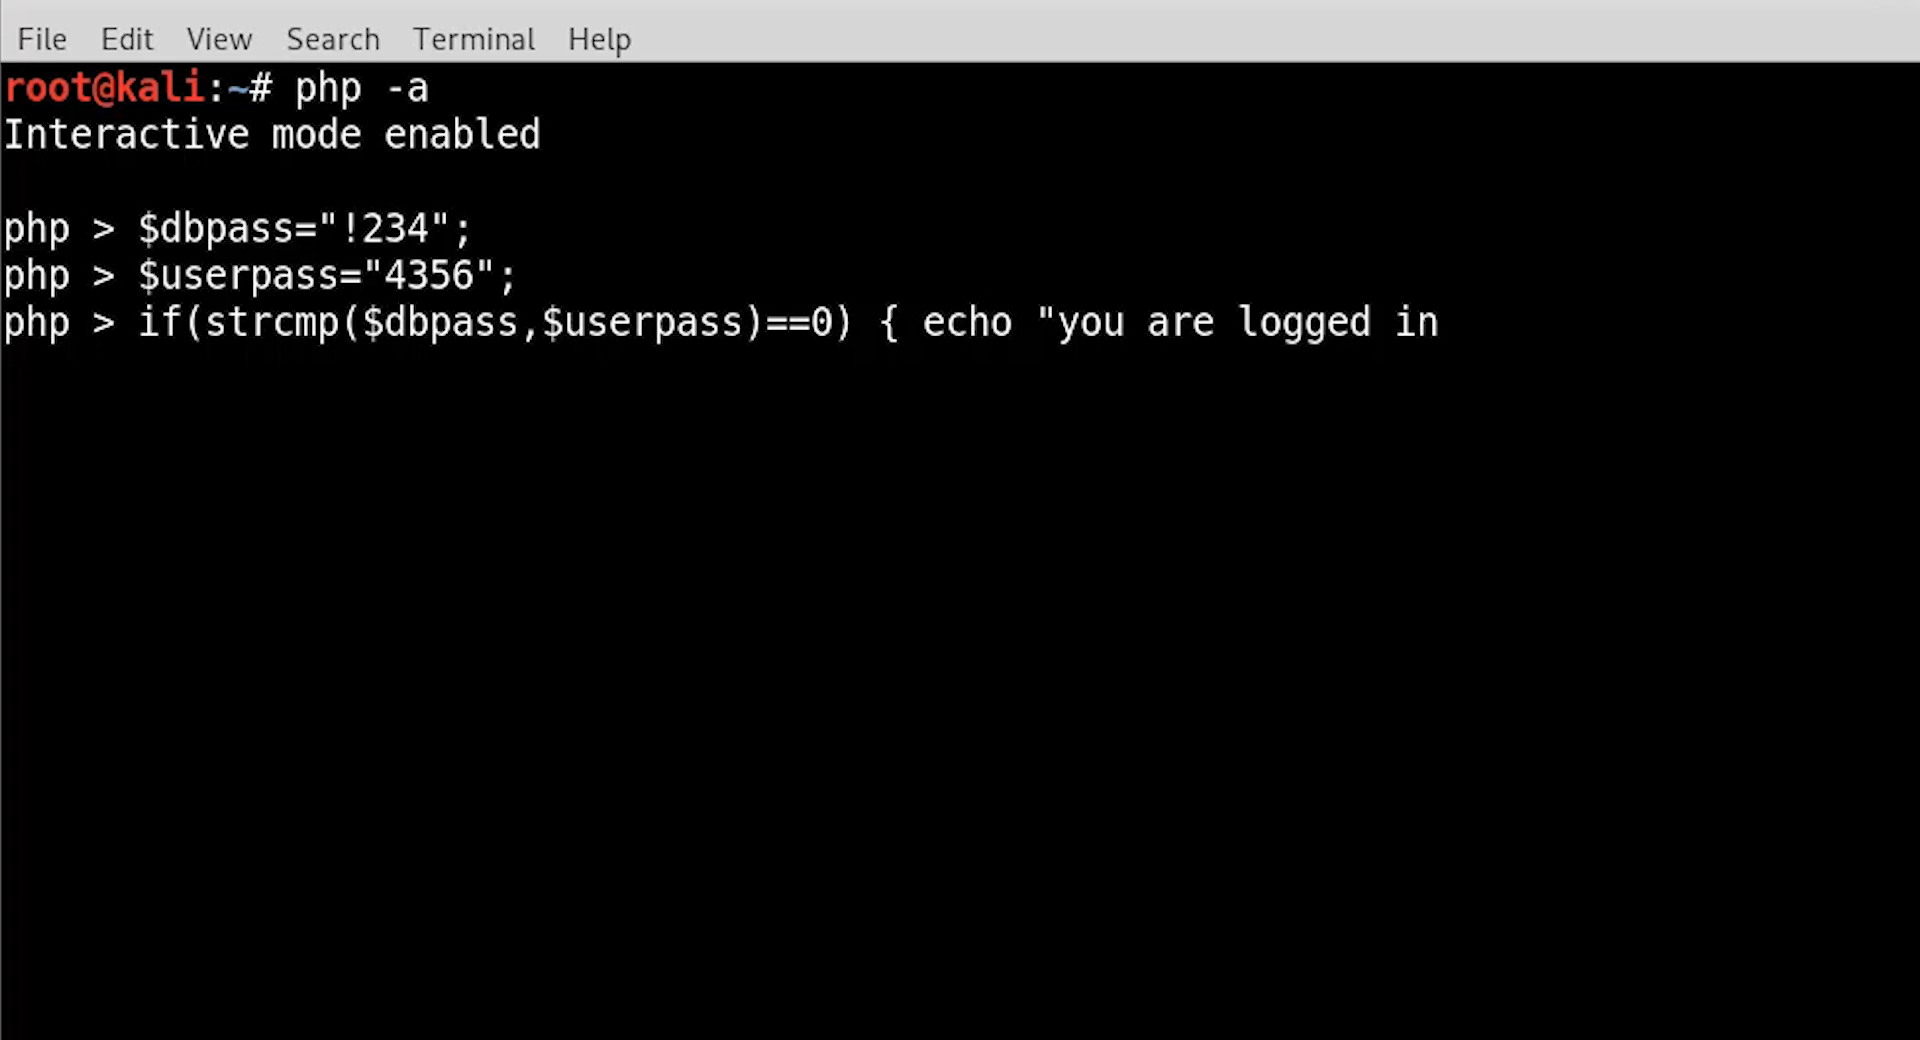 File Edit View Search Terminal Help
root@kali:~# php -a
Interactive mode enabled
php > $dbpass="!234";
php > $userpass="4356";
php > if(strcmp($dbpass,$userpass)==0) { echo "you are logged in